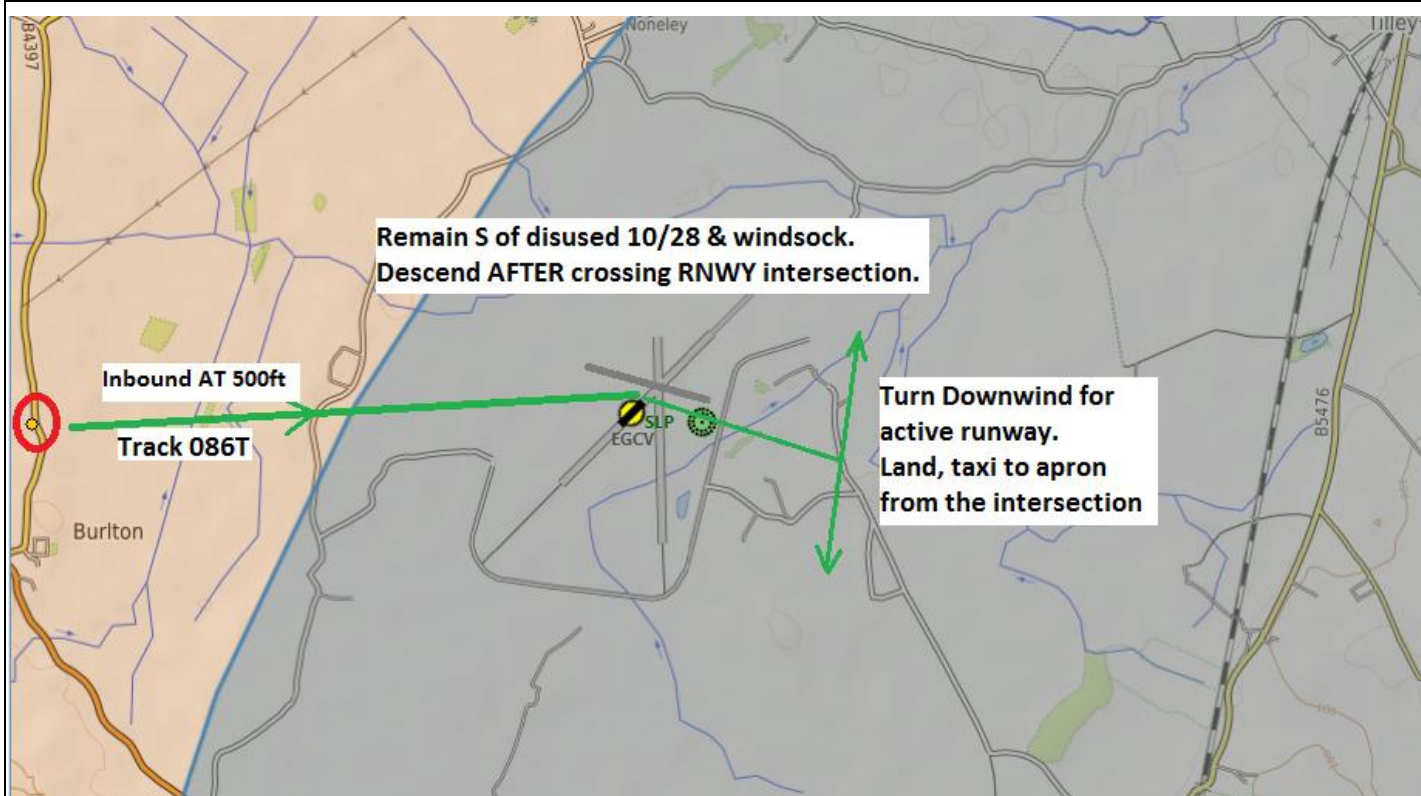 B4397
Noneley
Tilley
Remain S of disused 10/28 & windsock.
Descend AFTER crossing RNWY intersection.
Inbound AT 500ft
Track 086T
SLP
EGCV
Turn Downwind for
active runway.
Land, taxi to apron
from the intersection
B5476
Burlton